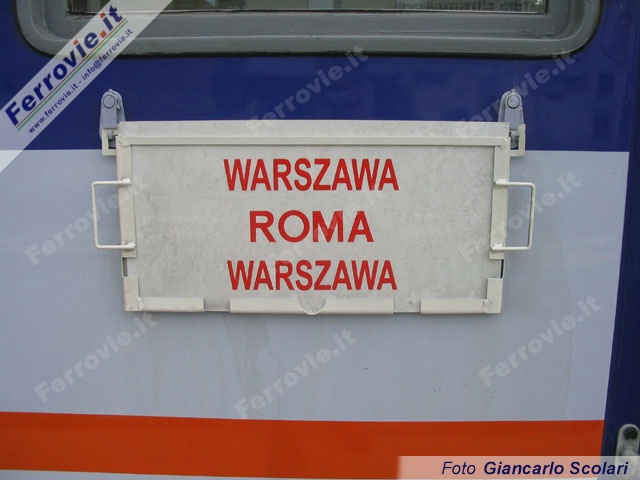 Ferrovie.it
www.ferrovie.it - info@ferrovie.it
WARSZAWA
ROMA
WARSZAWA
Foto Giancarlo Scolari